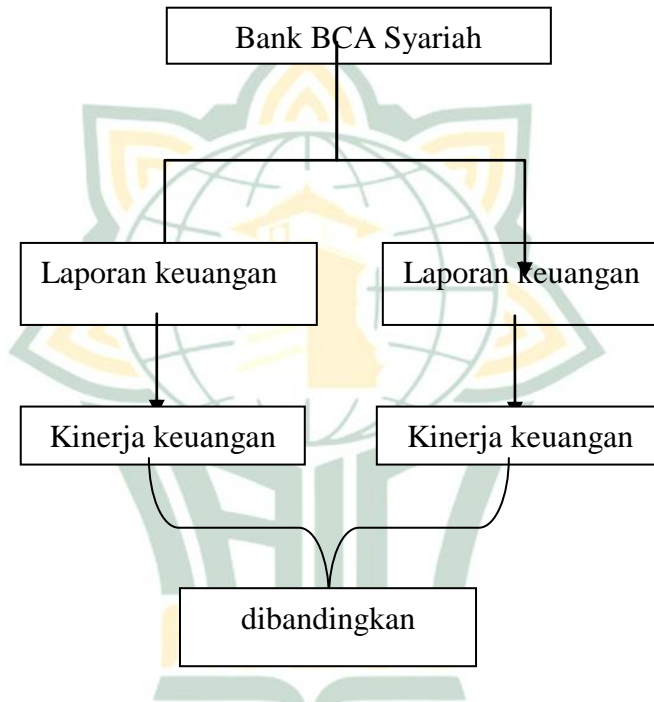 Bank BCA Syariah
Laporan keuangan
Laporan keuangan
Kinerja keuangan
Kinerja keuangan
dibandingkan